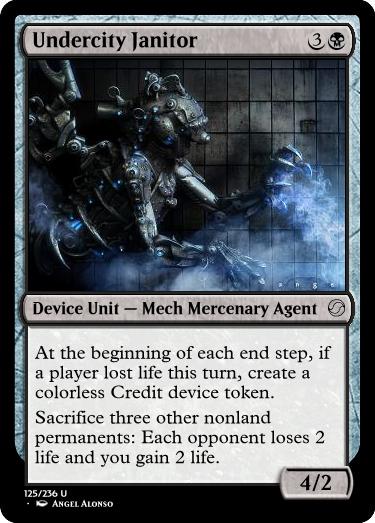 Undercity Janitor 3
ange
Device Unit — Mech Mercenary Agent
At the beginning of each end step, if
a player lost life this turn, create a
colorless Credit device token.
Sacrifice three other nonland
permanents: Each opponent loses 2
life and you gain 2 life.
4/2
125/236 U
· Angel Alonso